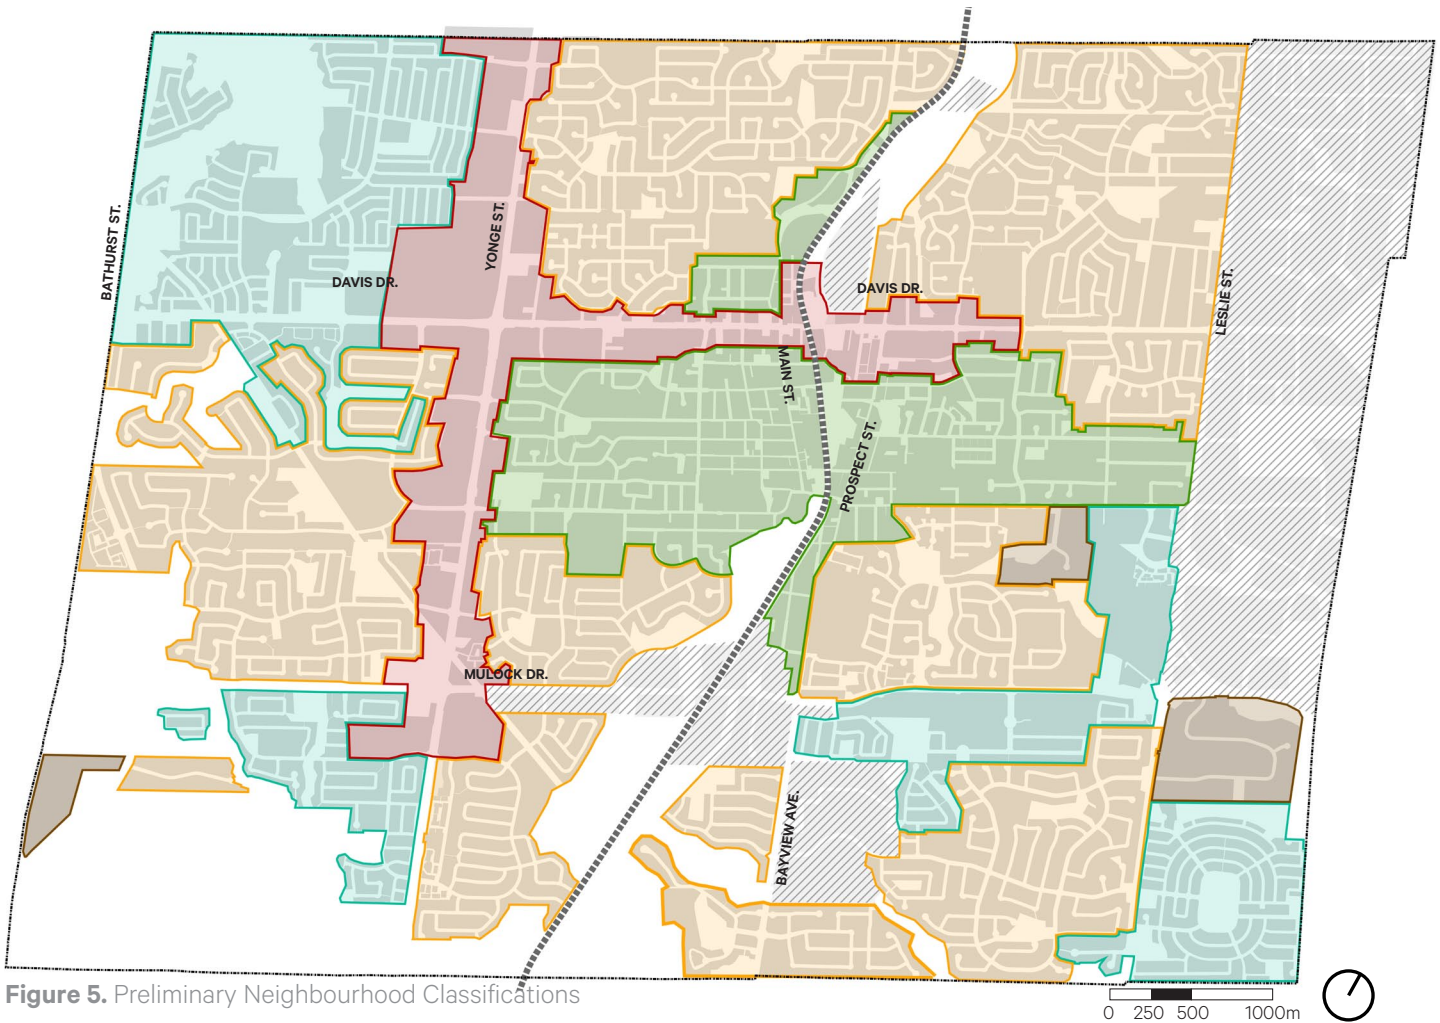 BATHURST ST.
YONGE ST.
DAVIS DR.
DAVIS DR.
LESLIE ST.
MAIN ST.
PROSPECT ST.
MULOCK DR.
BAYVIEW AVE.
Figure 5. Preliminary Neighbourhood Classifications
0 250 500 1000m